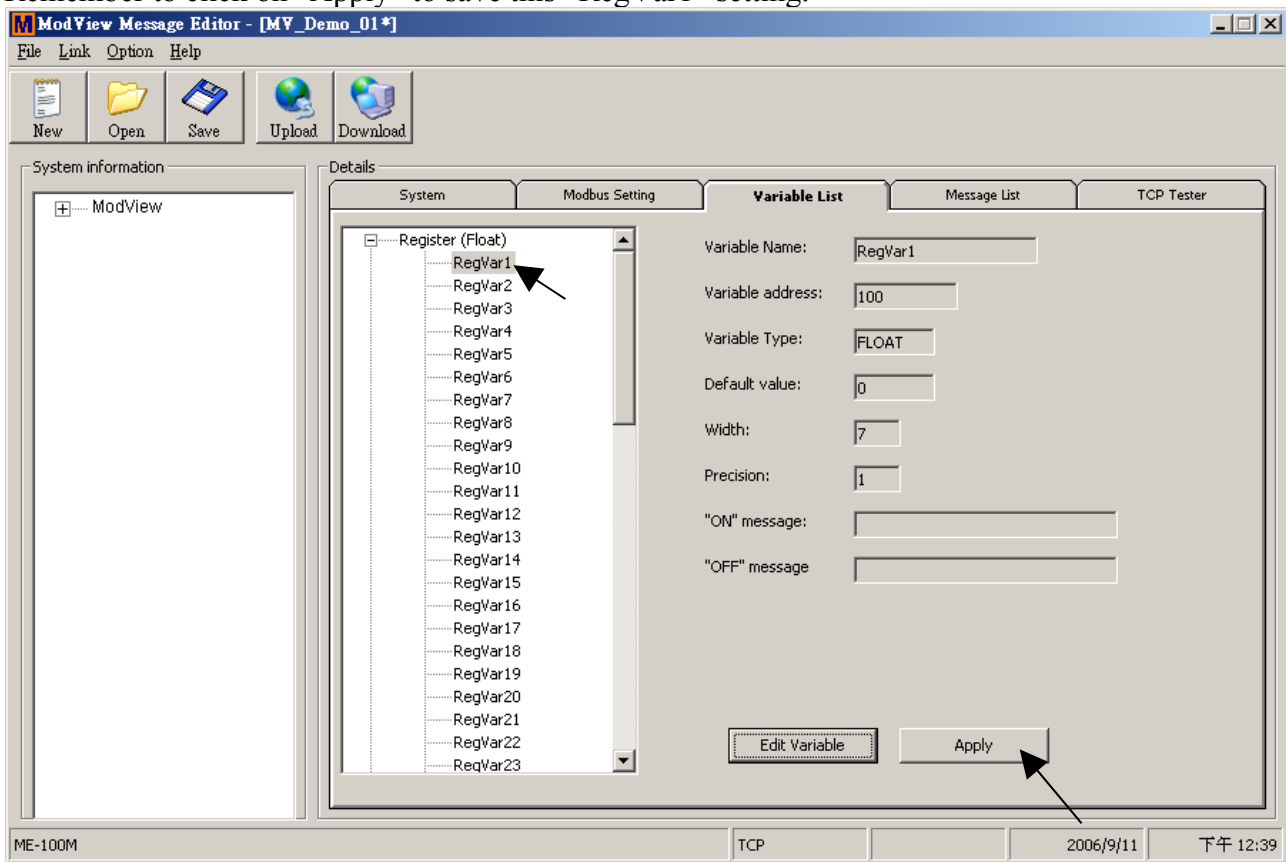 Remember to click on "Apply" to save this "RegVar1" setting.
ModView Message Editor - [MV_Demo_01*]
File Link Option Help
New Open Save Upload Download
System information
ModView
Details
System Modbus Setting Variable List Message List TCP Tester
Register (Float)
RegVar1
RegVar2
RegVar3
RegVar4
RegVar5
RegVar6
RegVar7
RegVar8
RegVar9
RegVar10
RegVar11
RegVar12
RegVar13
RegVar14
RegVar15
RegVar16
RegVar17
RegVar18
RegVar19
RegVar20
RegVar21
RegVar22
RegVar23
Variable Name: RegVar1
Variable address: 100
Variable Type: FLOAT
Default value: 0
Width: 7
Precision: 1
"ON" message:
"OFF" message
Edit Variable Apply
ME-100M TCP 2006/9/11 下午 12:39